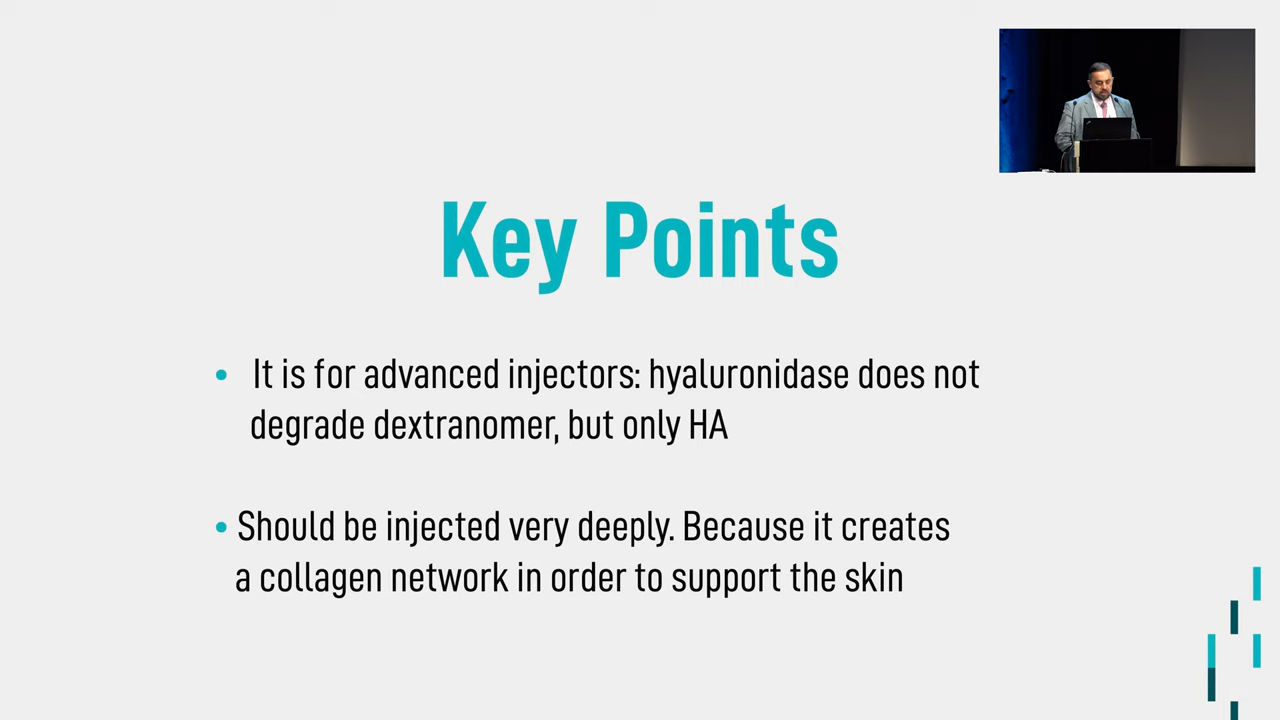 Key Points
• It is for advanced injectors: hyaluronidase does not
degrade dextranomer, but only HA
• Should be injected very deeply. Because it creates
a collagen network in order to support the skin